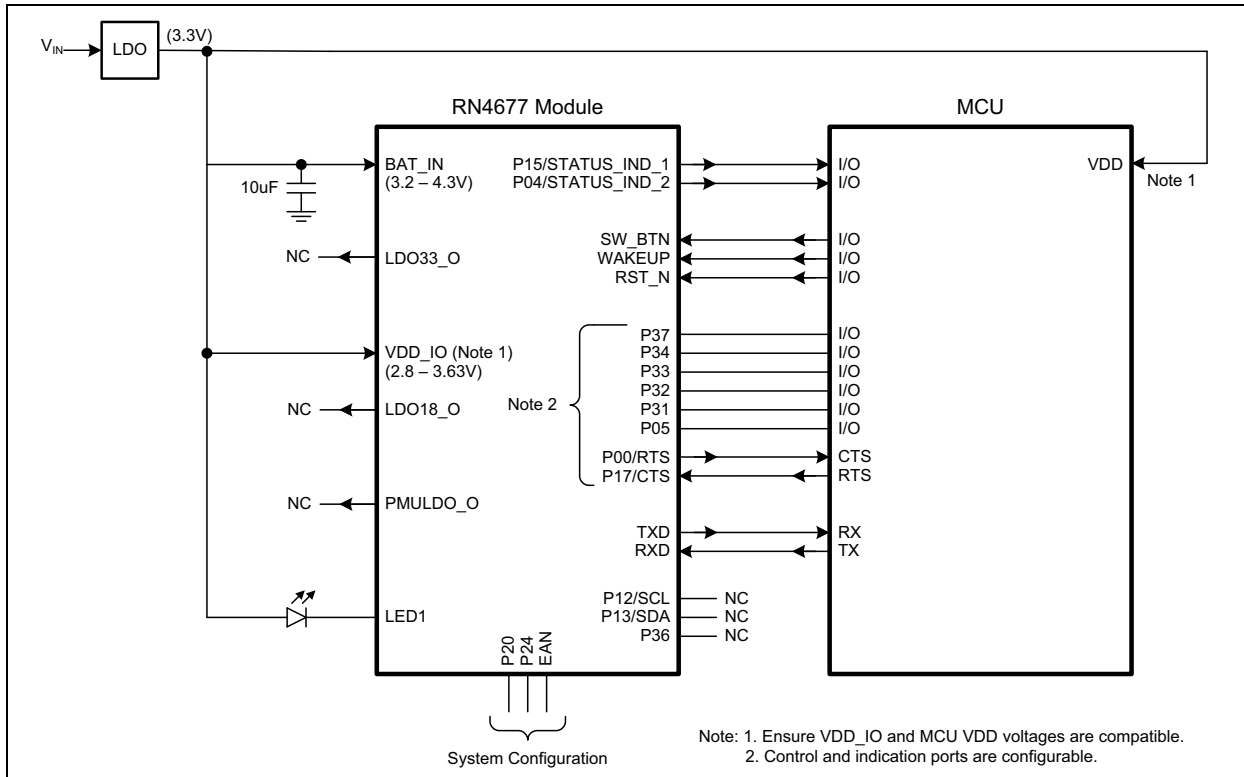 VIN
LDO
(3.3V)
RN4677 Module
MCU
BAT_IN
(3.2 – 4.3V)
10uF
NC
LDO33_O
VDD_IO (Note 1)
(2.8 – 3.63V)
NC
LDO18_O
NC
PMULDO_O
LED1
P15/STATUS_IND_1
P04/STATUS_IND_2
SW_BTN
WAKEUP
RST_N
Note 2
P37
P34
P33
P32
P31
P05
P00/RTS
P17/CTS
TXD
RXD
P12/SCL
NC
P13/SDA
NC
P36
NC
P20
P24
EAN
System Configuration
I/O
I/O
I/O
I/O
I/O
I/O
I/O
I/O
I/O
I/O
I/O
CTS
RTS
RX
TX
VDD
Note 1
Note: 1. Ensure VDD_IO and MCU VDD voltages are compatible.
2. Control and indication ports are configurable.